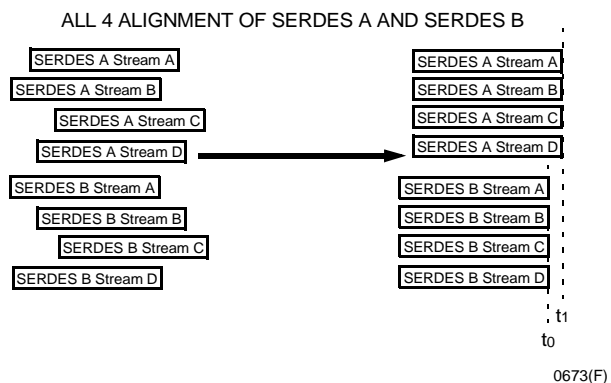 ALL 4 ALIGNMENT OF SERDES A AND SERDES B
SERDES A Stream A
SERDES A Stream B
SERDES A Stream C
SERDES A Stream D
SERDES B Stream A
SERDES B Stream B
SERDES B Stream C
SERDES B Stream D
SERDES A Stream A
SERDES A Stream B
SERDES A Stream C
SERDES A Stream D
SERDES B Stream A
SERDES B Stream B
SERDES B Stream C
SERDES B Stream D
t1
t0
0673(F)